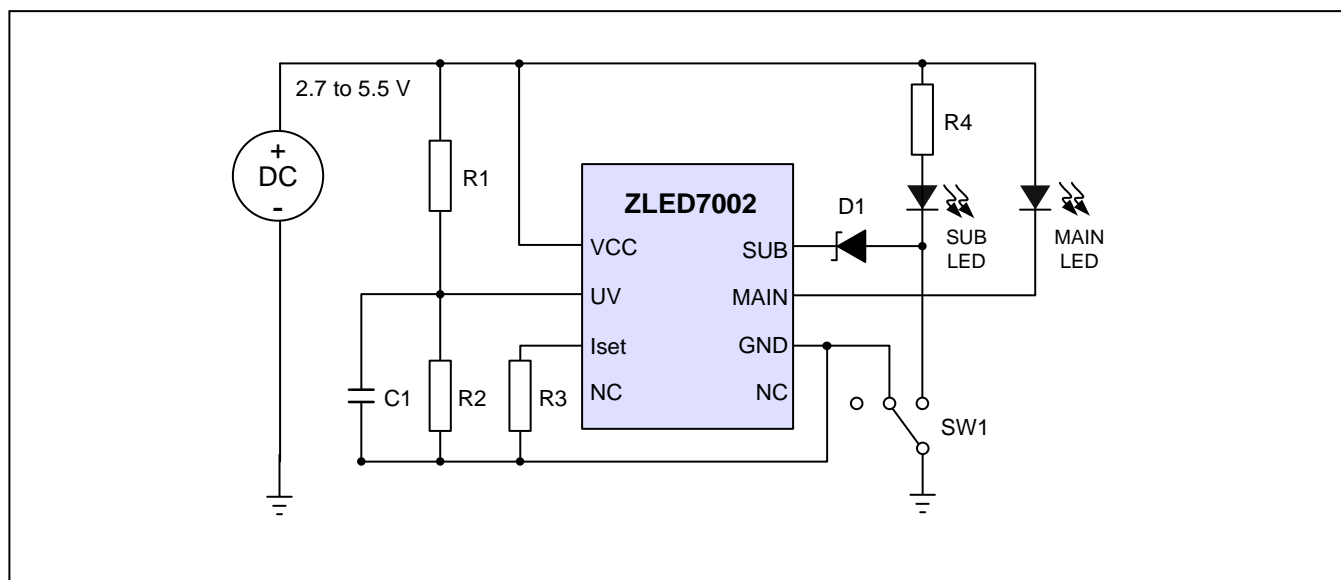 2.7 to 5.5 V
R4
+
DC
-
R1
ZLED7002
D1
VCC
SUB
SUB
LED
MAIN
LED
UV
MAIN
Iset
GND
C1
R2
R3
NC
NC
SW1